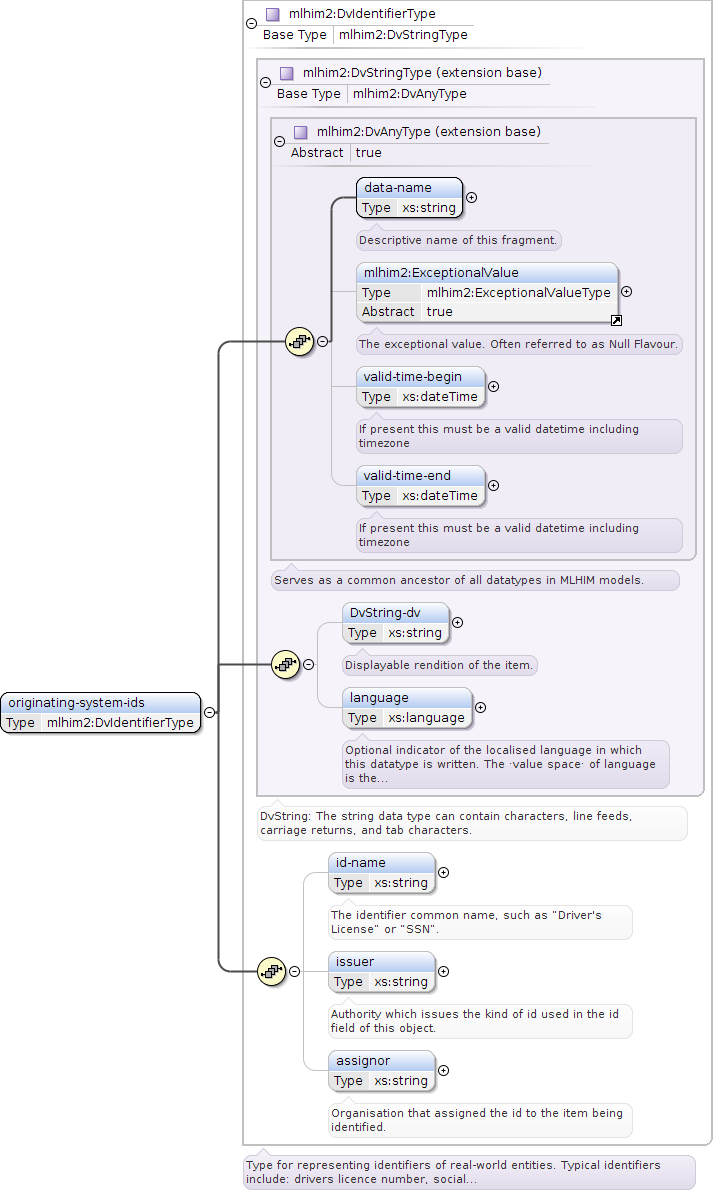 mlhim2:DvIdentifierType
Base Type mlhim2:DvStringType
mlhim2:DvStringType (extension base)
Base Type mlhim2:DvAnyType
mlhim2:DvAnyType (extension base)
Abstract true
data-name
Type xs:string
Descriptive name of this fragment.
mlhim2:ExceptionalValue
Type mlhim2:ExceptionalValueType
Abstract true
The exceptional value. Often referred to as Null Flavour.
valid-time-begin
Type xs:dateTime
If present this must be a valid datetime including
timezone
valid-time-end
Type xs:dateTime
If present this must be a valid datetime including
timezone
Serves as a common ancestor of all datatypes in MLHIM models.
DvString-dv
Type xs:string
Displayable rendition of the item.
language
Type xs:language
Optional indicator of the localised language in which
this datatype is written. The ·value space· of language
is the...
originating-system-ids
Type mlhim2:DvIdentifierType
DvString: The string data type can contain characters, line feeds,
carriage returns, and tab characters.
id-name
Type xs:string
The identifier common name, such as "Driver's
License" or "SSN".
issuer
Type xs:string
Authority which issues the kind of id used in the id
field of this object.
assignor
Type xs:string
Organisation that assigned the id to the item being
identified.
Type for representing identifiers of real-world entities. Typical identifiers
include: drivers licence number, social...